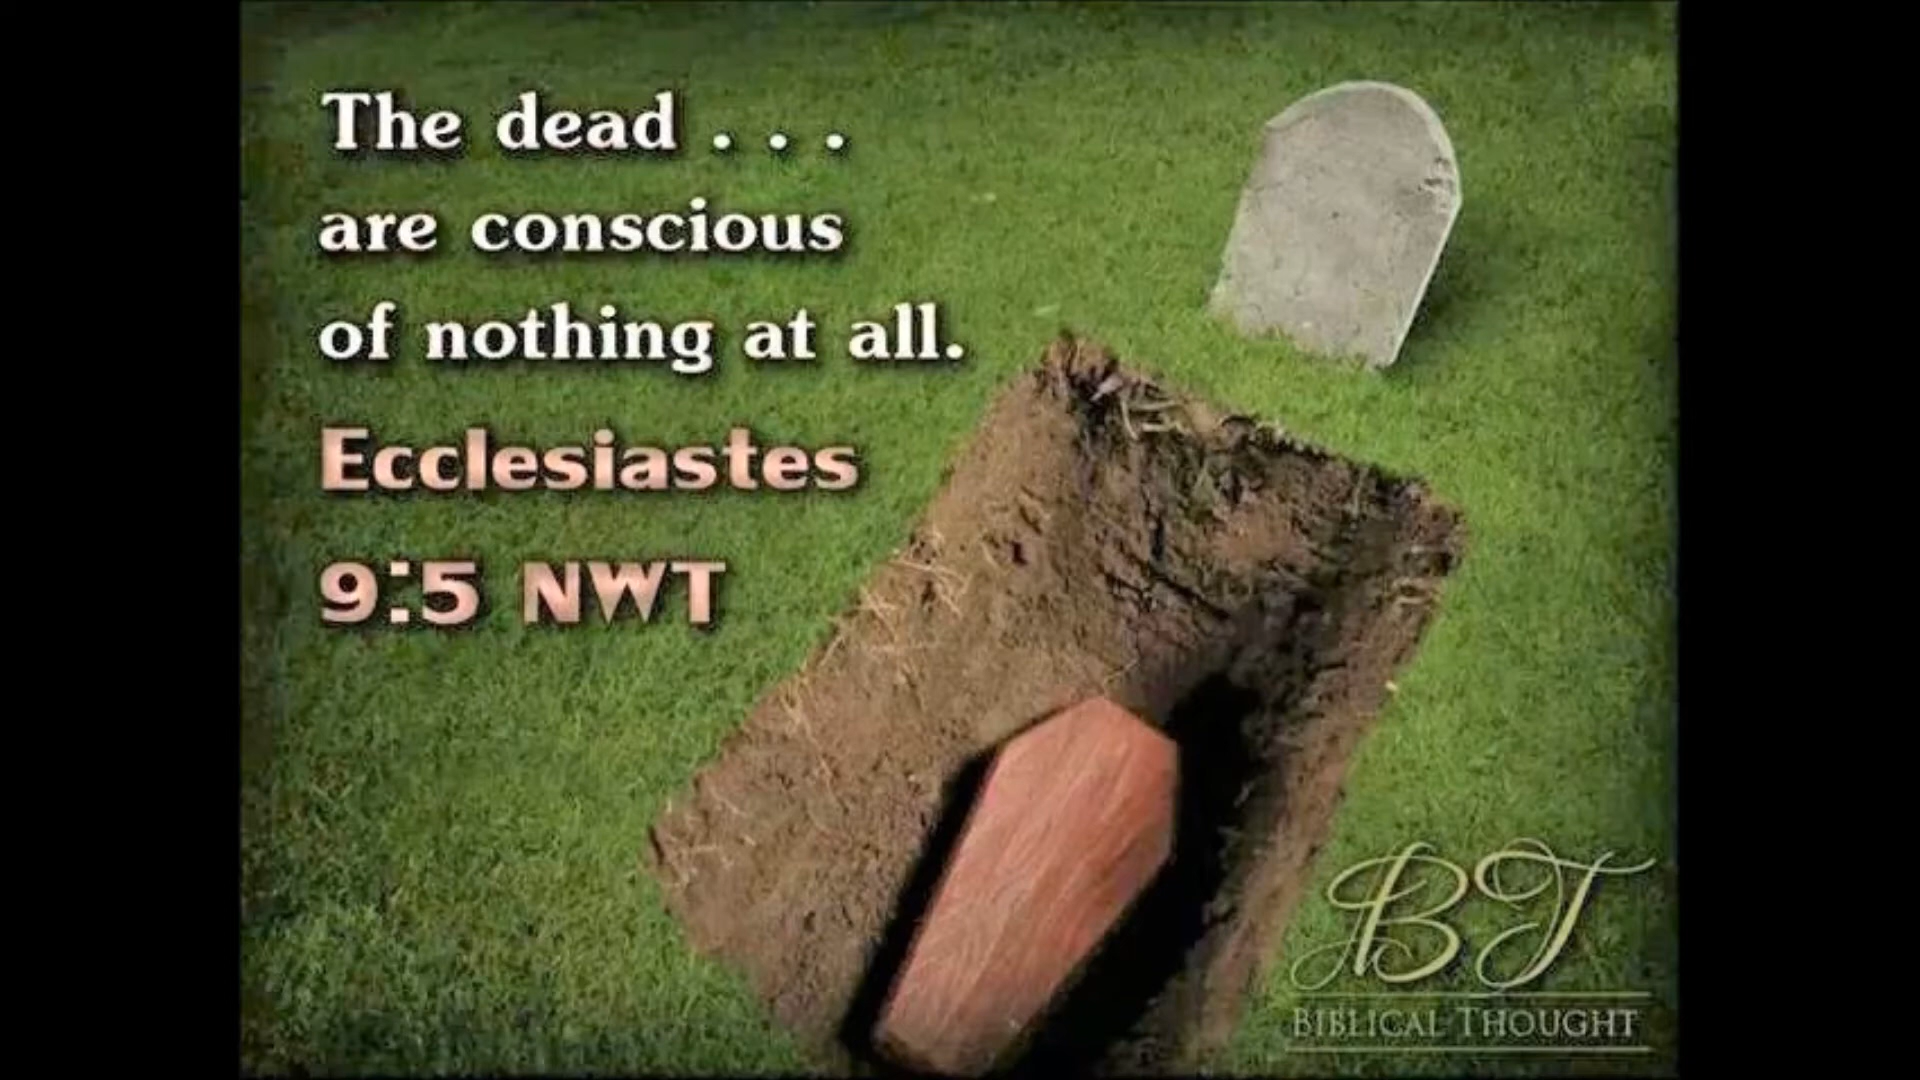 The dead . . .
are conscious
of nothing at all.
Ecclesiastes
9:5 NWT
BT
BIBLICAL THOUGHT